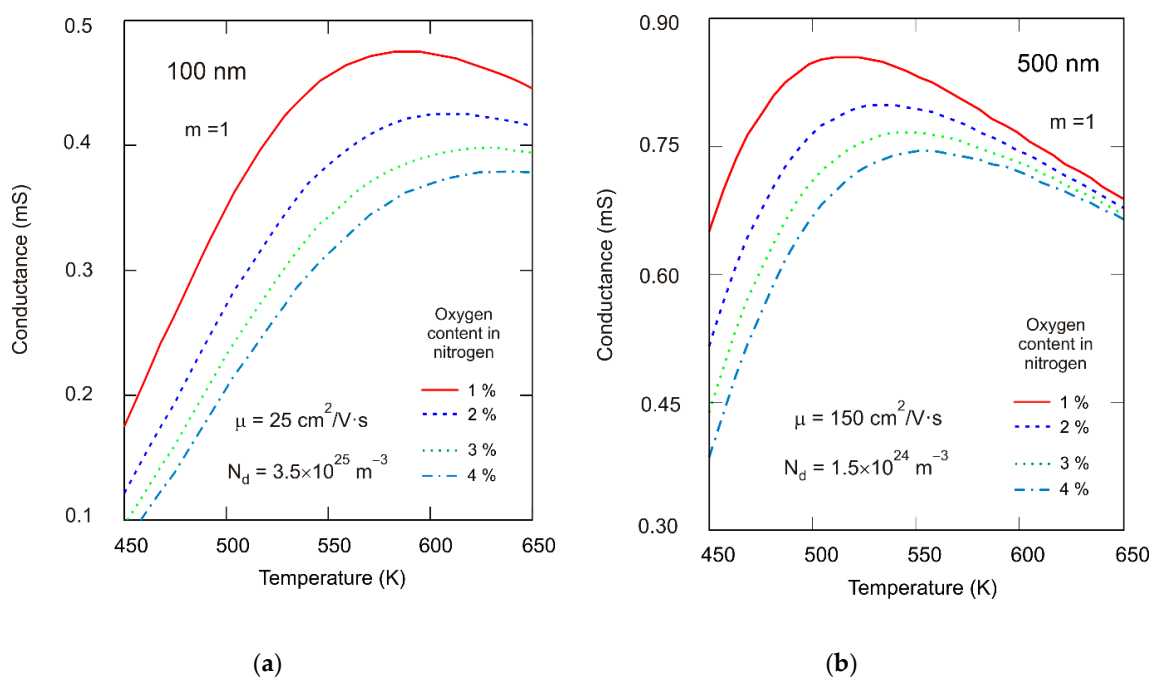 0.5
100 nm
m =1
0.4
Conductance (mS)
0.3
Oxygen
content in
nitrogen
1 %
0.2
μ = 25 cm²/V·s
2 %
3 %
N_d = 3.5×10²⁵ m⁻³
4 %
0.1
450 500 550 600 650
Temperature (K)
(a)
0.90
500 nm
m =1
0.75
Conductance (mS)
0.60
Oxygen
content in
nitrogen
1 %
0.45
μ = 150 cm²/V·s
2 %
3 %
N_d = 1.5×10²⁴ m⁻³
4 %
0.30
450 500 550 600 650
Temperature (K)
(b)